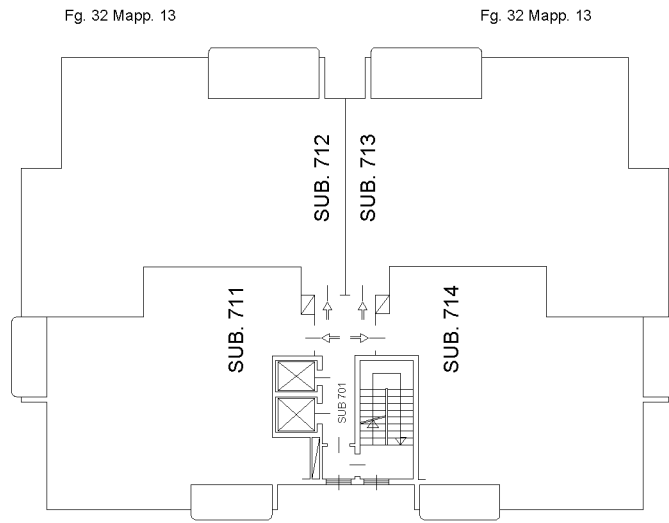 Fg. 32 Mapp. 13
Fg. 32 Mapp. 13
SUB. 712
SUB. 713
SUB. 711
SUB. 714
SUB 701